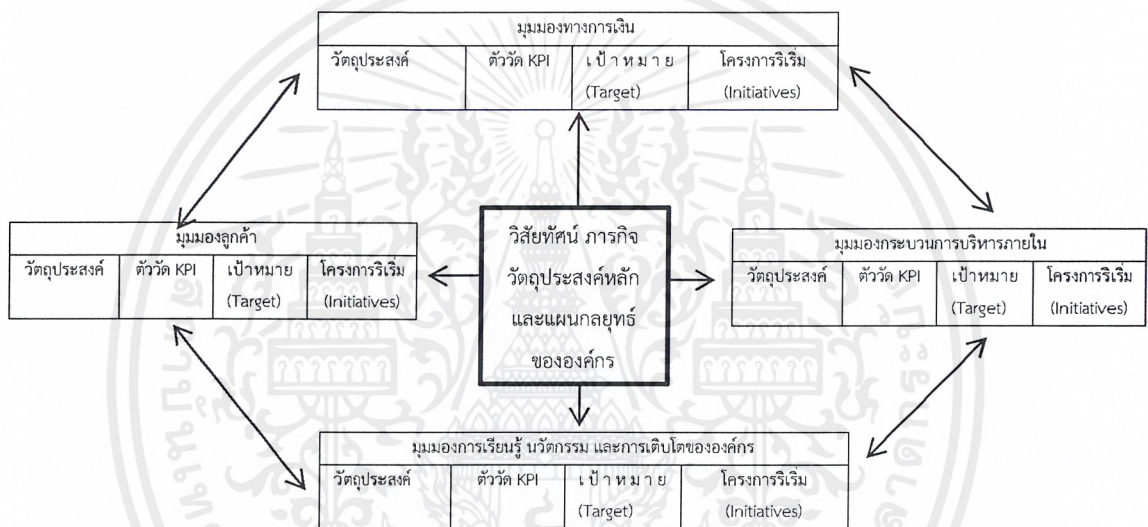 มุมมองทางการเงิน
วัตถุประสงค์ ตัววัด KPI เ ป้ า ห ม า ย โครงการริเริ่ม
(Target) (Initiatives)
มุมมองลูกค้า
วัตถุประสงค์ ตัววัด KPI เป้าหมาย โครงการริเริ่ม
(Target) (Initiatives)
วิสัยทัศน์ ภารกิจ
วัตถุประสงค์หลัก
และแผนกลยุทธ์
ขององค์กร
มุมมองกระบวนการบริหารภายใน
วัตถุประสงค์ ตัววัด KPI เป้าหมาย โครงการริเริ่ม
(Target) (Initiatives)
มุมมองการเรียนรู้ นวัตกรรม และการเติบโตขององค์กร
วัตถุประสงค์ ตัววัด KPI เ ป้ า ห ม า ย โครงการริเริ่ม
(Target) (Initiatives)